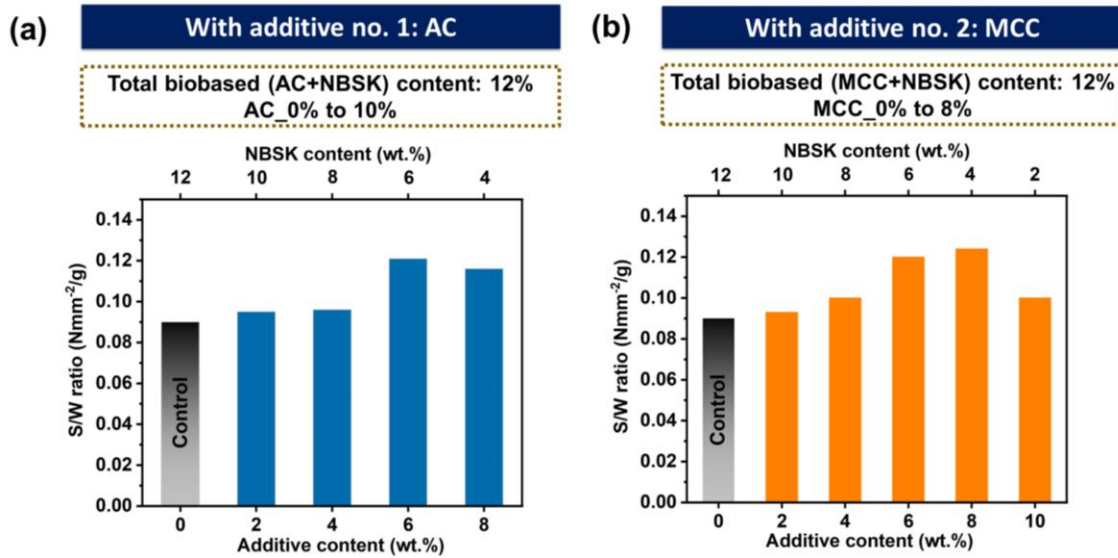 (a)
With additive no. 1: AC
Total biobased (AC+NBSK) content: 12%
AC_0% to 10%
NBSK content (wt.%)
12 10 8 6 4
S/W ratio (Nmm⁻²/g)
0.14
0.12
0.10
0.08
0.06
0.04
0.02
0.00
Control
0 2 4 6 8
Additive content (wt.%)
(b)
With additive no. 2: MCC
Total biobased (MCC+NBSK) content: 12%
MCC_0% to 8%
NBSK content (wt.%)
12 10 8 6 4 2
S/W ratio (Nmm⁻²/g)
0.14
0.12
0.10
0.08
0.06
0.04
0.02
0.00
Control
0 2 4 6 8 10
Additive content (wt.%)